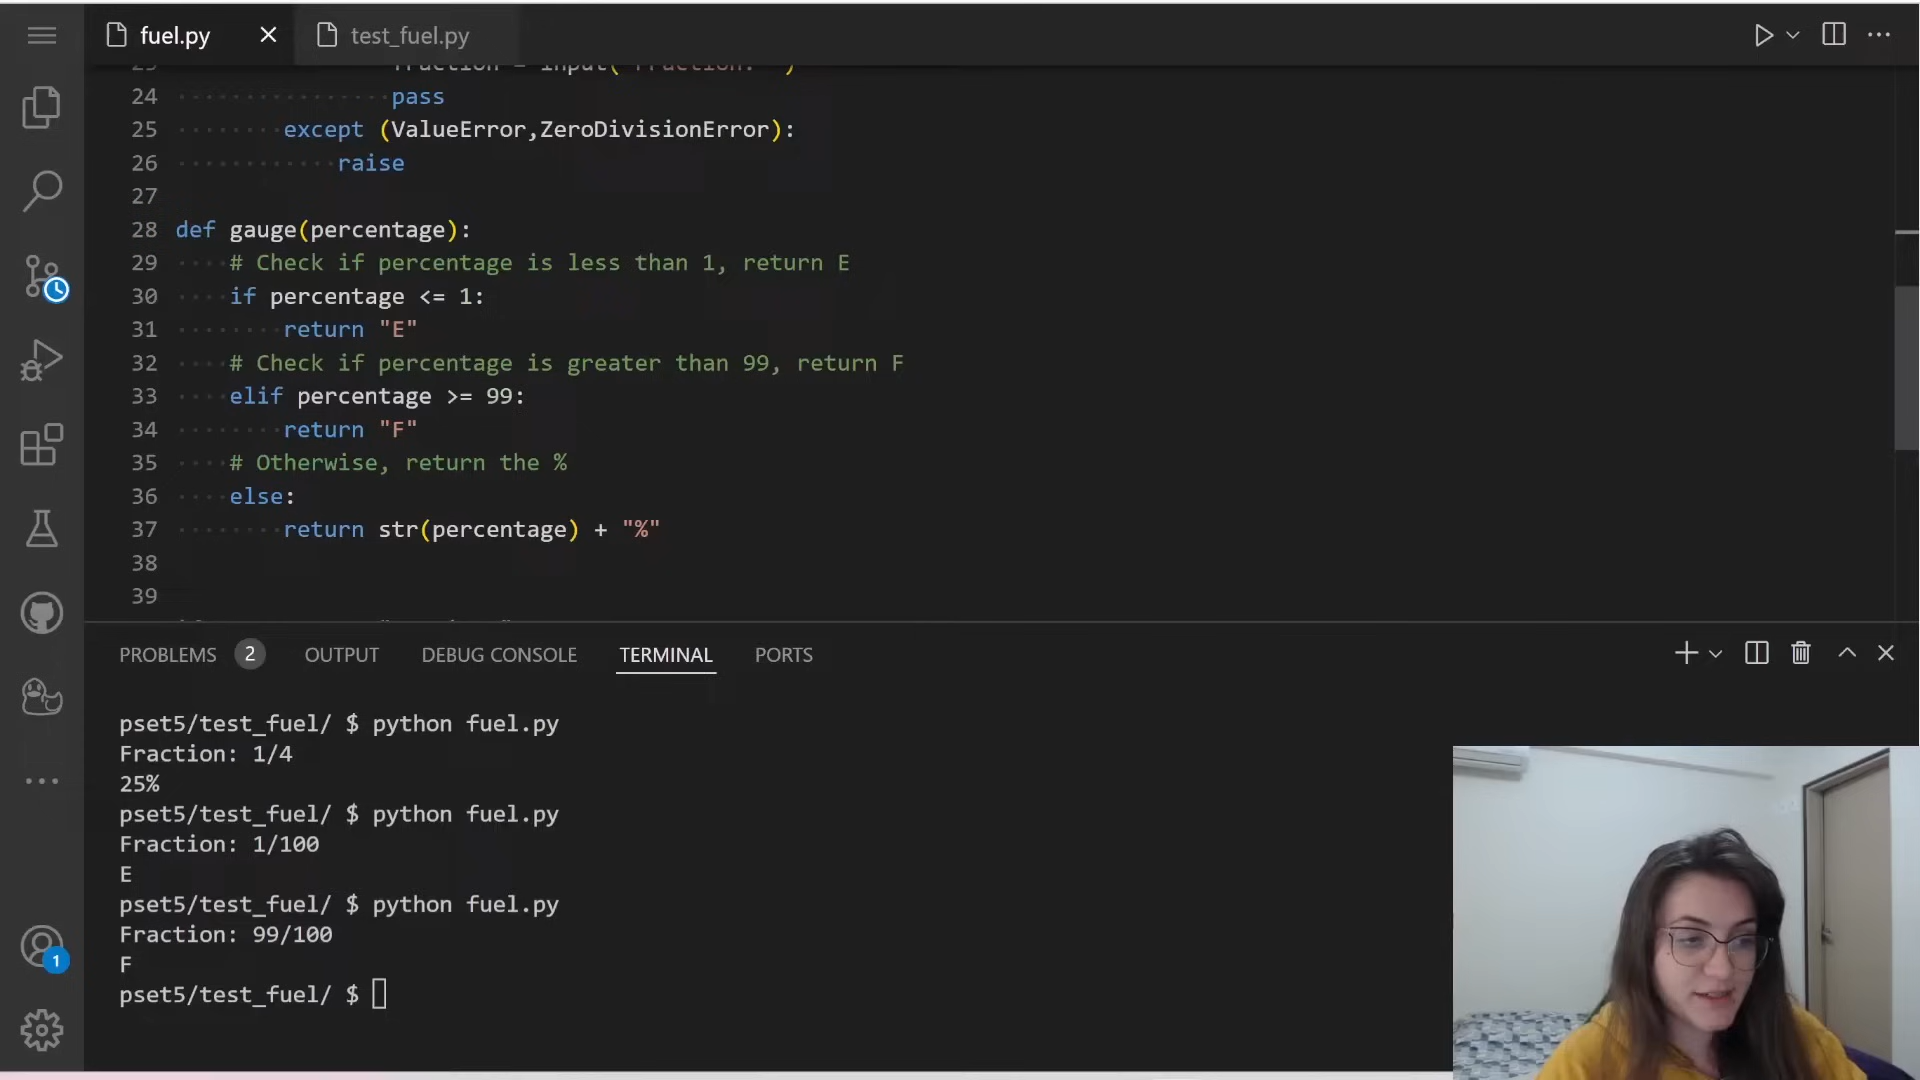 fuel.py
test_fuel.py
24 pass
25 except (ValueError,ZeroDivisionError):
26 raise
27
28 def gauge(percentage):
29 # Check if percentage is less than 1, return E
30 if percentage <= 1:
31 return "E"
32 # Check if percentage is greater than 99, return F
33 elif percentage >= 99:
34 return "F"
35 # Otherwise, return the %
36 else:
37 return str(percentage) + "%"
38
39
PROBLEMS 2 OUTPUT DEBUG CONSOLE TERMINAL PORTS
pset5/test_fuel/ $ python fuel.py
Fraction: 1/4
25%
pset5/test_fuel/ $ python fuel.py
Fraction: 1/100
E
pset5/test_fuel/ $ python fuel.py
Fraction: 99/100
F
pset5/test_fuel/ $
1